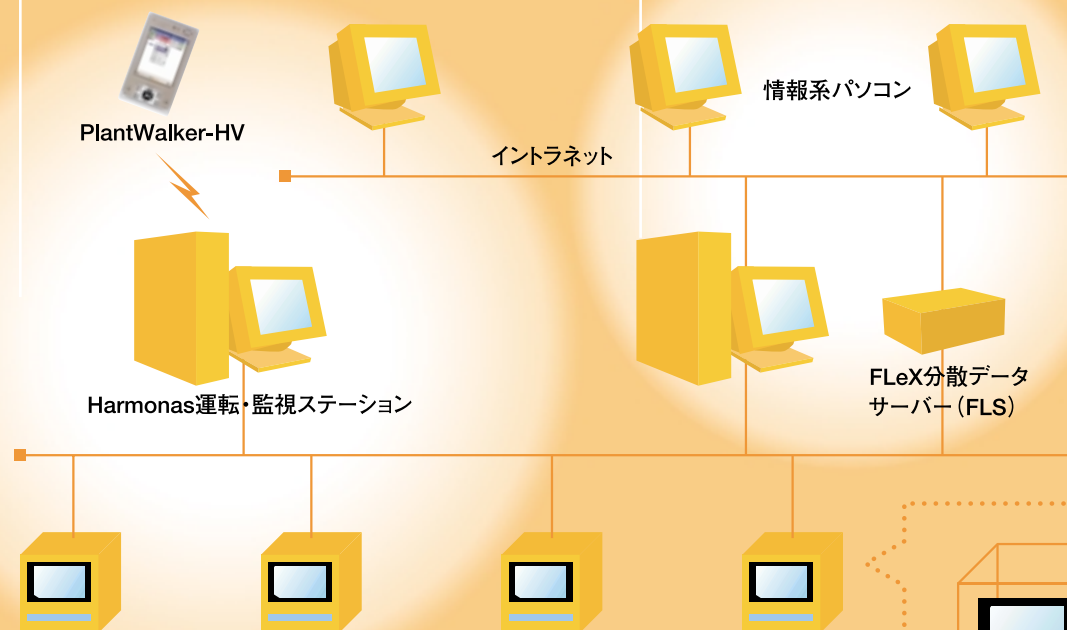 情報系パソコン
PlantWalker-HV
イントラネット
FLeX分散データ
サーバー(FLS)
Harmonas運転・監視ステーション